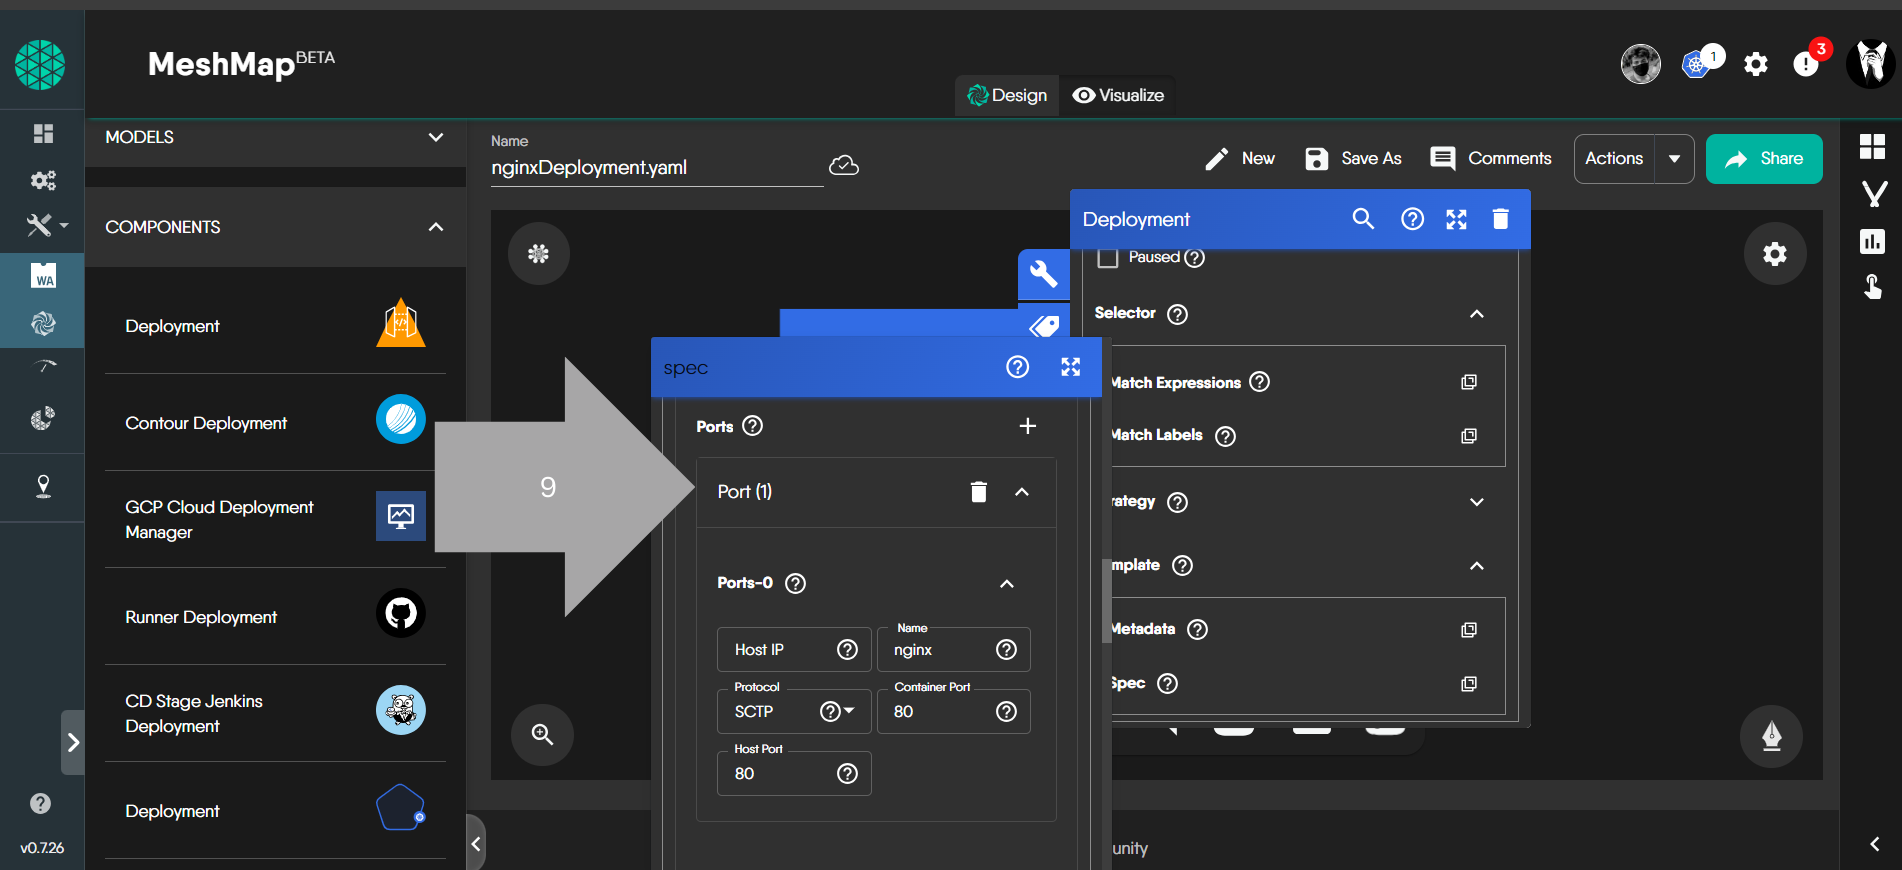 MeshMap BETA
1
3
Design
Visualize
MODELS
Name
nginxDeployment.yaml
New
Save As
Comments
Actions
Share
COMPONENTS
Deployment
Contour Deployment
GCP Cloud Deployment
Manager
Runner Deployment
CD Stage Jenkins
Deployment
Deployment
WA
v0.7.26
9
Deployment
Paused
Selector
Match Expressions
Match Labels
rategy
mplate
Metadata
Spec
spec
Ports
Port (1)
Ports-0
Host IP
Name
nginx
Protocol
SCTP
Container Port
80
Host Port
80
unity